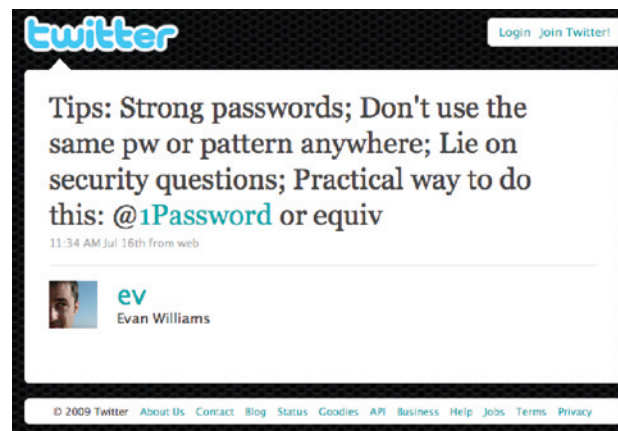 twitter
Login Join Twitter!
Tips: Strong passwords; Don't use the
same pw or pattern anywhere; Lie on
security questions; Practical way to do
this: @1Password or equiv
11:34 AM Jul 16th from web
ev
Evan Williams
© 2009 Twitter About Us Contact Blog Status Goodies API Business Help Jobs Terms Privacy